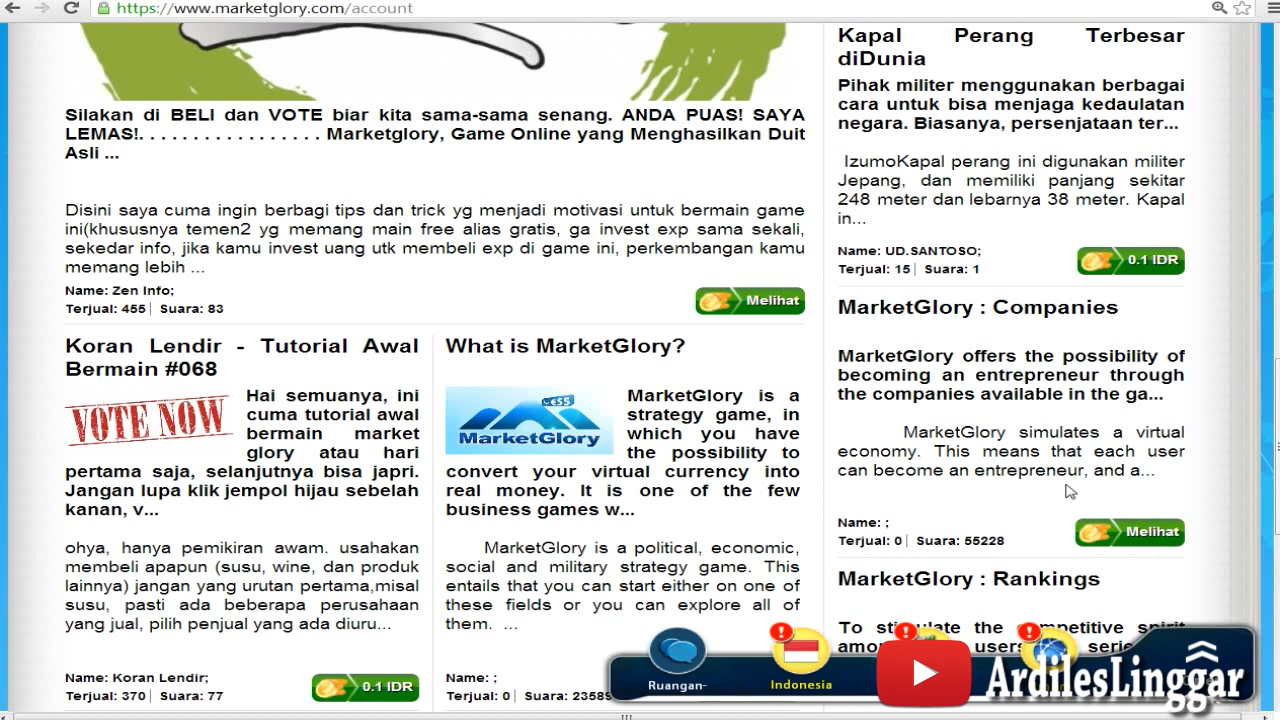 https://www.marketglory.com/account
Silakan di BELI dan VOTE biar kita sama-sama senang. ANDA PUAS! SAYA
LEMAS!. . . . . . . . . . . . . . . . Marketglory, Game Online yang Menghasilkan Duit
Asli ...
Disini saya cuma ingin berbagi tips dan trick yg menjadi motivasi untuk bermain game
ini(khususnya temen2 yg memang main free alias gratis, ga invest exp sama sekali,
sekedar info, jika kamu invest uang utk membeli exp di game ini, perkembangan kamu
memang lebih ...
Name: Zen Info;
Terjual: 455| Suara: 83
Melihat
Koran Lendir - Tutorial Awal
Bermain #068
VOTE NOW
Hai semuanya, ini
cuma tutorial awal
bermain market
glory atau hari
pertama saja, selanjutnya bisa japri.
Jangan lupa klik jempol hijau sebelah
kanan, v...
ohya, hanya pemikiran awam. usahakan
membeli apapun (susu, wine, dan produk
lainnya) jangan yang urutan pertama,misal
susu, pasti ada beberapa perusahaan
yang jual, pilih penjual yang ada diuru...
Name: Koran Lendir;
Terjual: 370| Suara: 77
0.1 IDR
What is MarketGlory?
MarketGlory
MarketGlory is a
strategy game, in
which you have
the possibility to
convert your virtual currency into
real money. It is one of the few
business games w...
MarketGlory is a political, economic,
social and military strategy game. This
entails that you can start either on one of
these fields or you can explore all of
them. ...
Name: ;
Terjual: 0| Suara: 23589
Kapal Perang Terbesar
diDunia
Pihak militer menggunakan berbagai
cara untuk bisa menjaga kedaulatan
negara. Biasanya, persenjataan ter...
IzumoKapal perang ini digunakan militer
Jepang, dan memiliki panjang sekitar
248 meter dan lebarnya 38 meter. Kapal
in...
Name: UD.SANTOSO;
Terjual: 15| Suara: 1
0.1 IDR
MarketGlory : Companies
MarketGlory offers the possibility of
becoming an entrepreneur through
the companies available in the ga...
MarketGlory simulates a virtual
economy. This means that each user
can become an entrepreneur, and a...
Name: ;
Terjual: 0| Suara: 55228
Melihat
MarketGlory : Rankings
the
Ruangan-
Indonesia
ArdilesLinggar